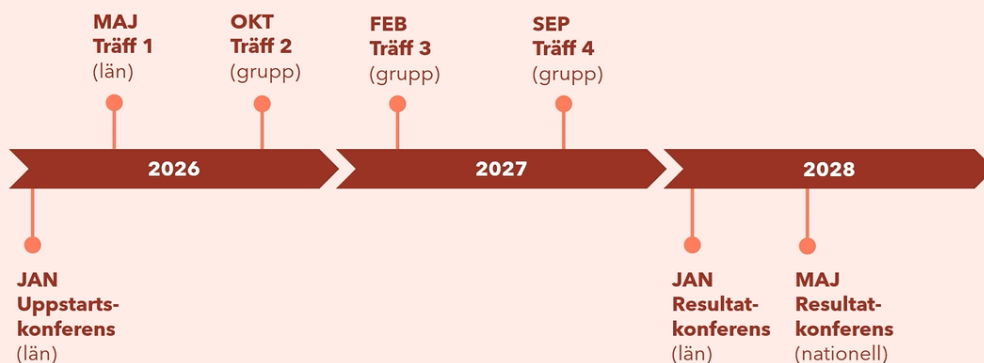 MAJ
Träff 1
(län)
OKT
Träff 2
(grupp)
FEB
Träff 3
(grupp)
SEP
Träff 4
(grupp)
2026
2027
2028
JAN
Uppstarts-
konferens
(län)
JAN
Resultat-
konferens
(län)
MAJ
Resultat-
konferens
(nationell)